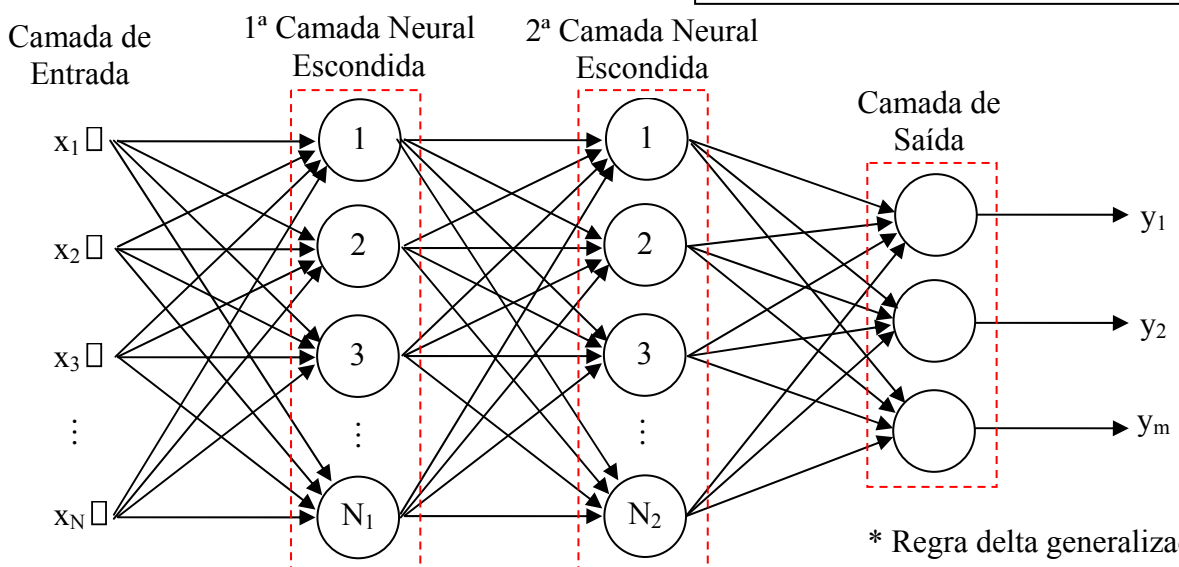 Camada de
Entrada
1ª Camada Neural
Escondida
2ª Camada Neural
Escondida
Camada de
Saída
x1
x2
x3
⋮
xN
1
2
3
⋮
N1
1
2
3
⋮
N2
y1
y2
ym
* Regra delta